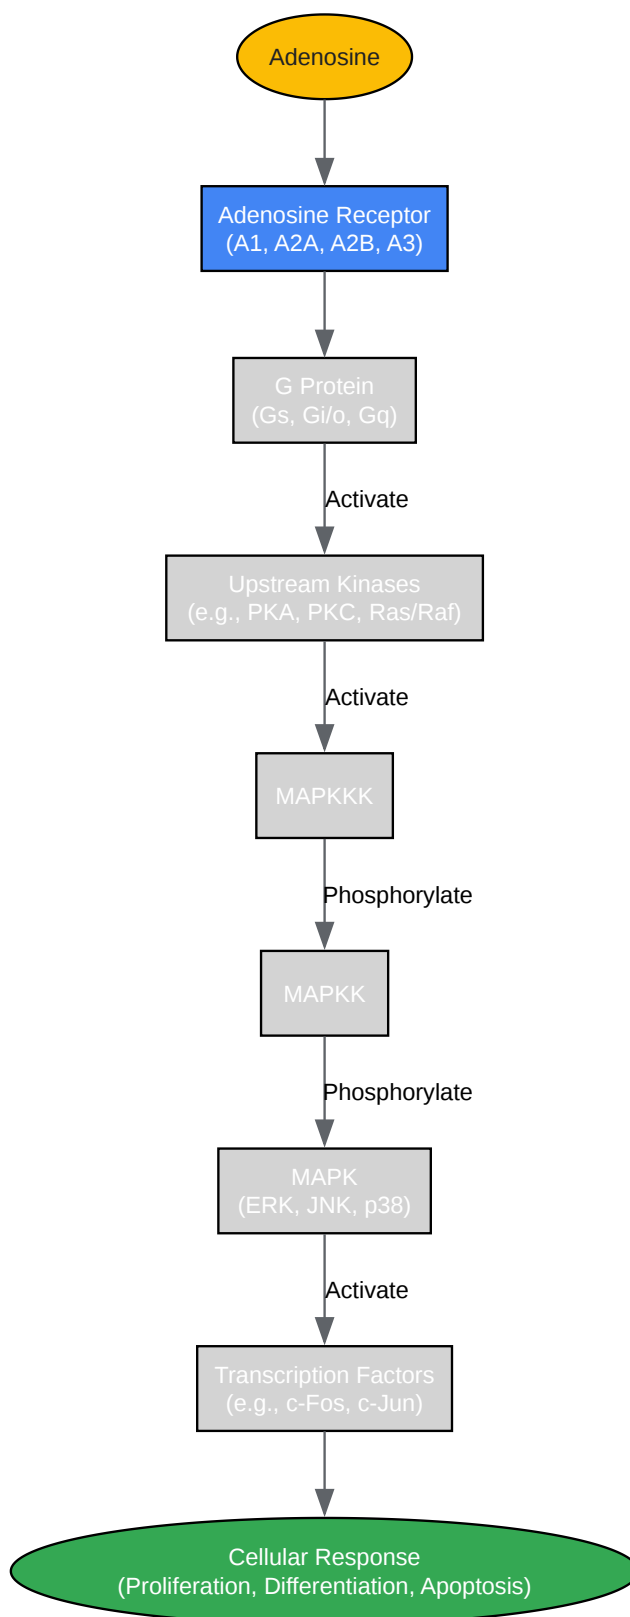 Adenosine
Adenosine Receptor
(A1, A2A, A2B, A3)
G Protein
(Gs, Gi/o, Gq)
Activate
Upstream Kinases
(e.g., PKA, PKC, Ras/Raf)
Activate
MAPKKK
Phosphorylate
MAPKK
Phosphorylate
MAPK
(ERK, JNK, p38)
Activate
Transcription Factors
(e.g., c-Fos, c-Jun)
Cellular Response
(Proliferation, Differentiation, Apoptosis)